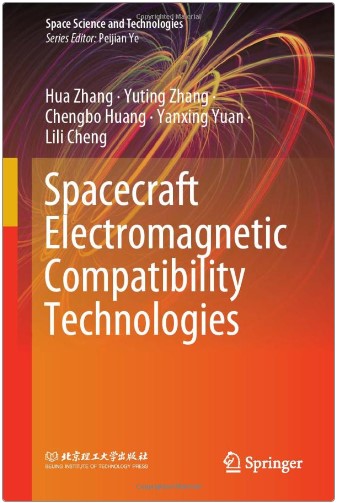 Space Science and Technologies
Series Editor: Peijian Ye
Hua Zhang · Yuting Zhang ·
Chengbo Huang · Yanxing Yuan ·
Lili Cheng
Spacecraft
Electromagnetic
Compatibility
Technologies
北京理工大学出版社
BEIJING INSTITUTE OF TECHNOLOGY PRESS
Springer